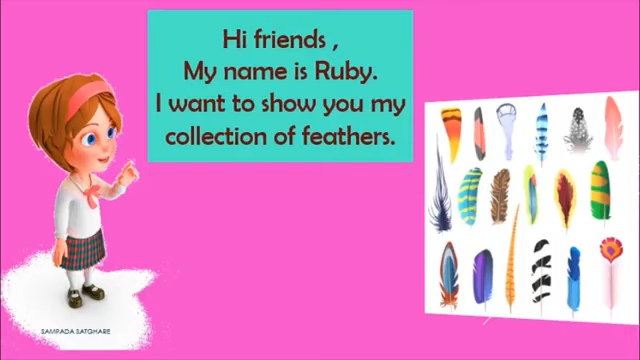 Hi friends ,
My name is Ruby.
I want to show you my
collection of feathers.
SAMPADA SATGHARE